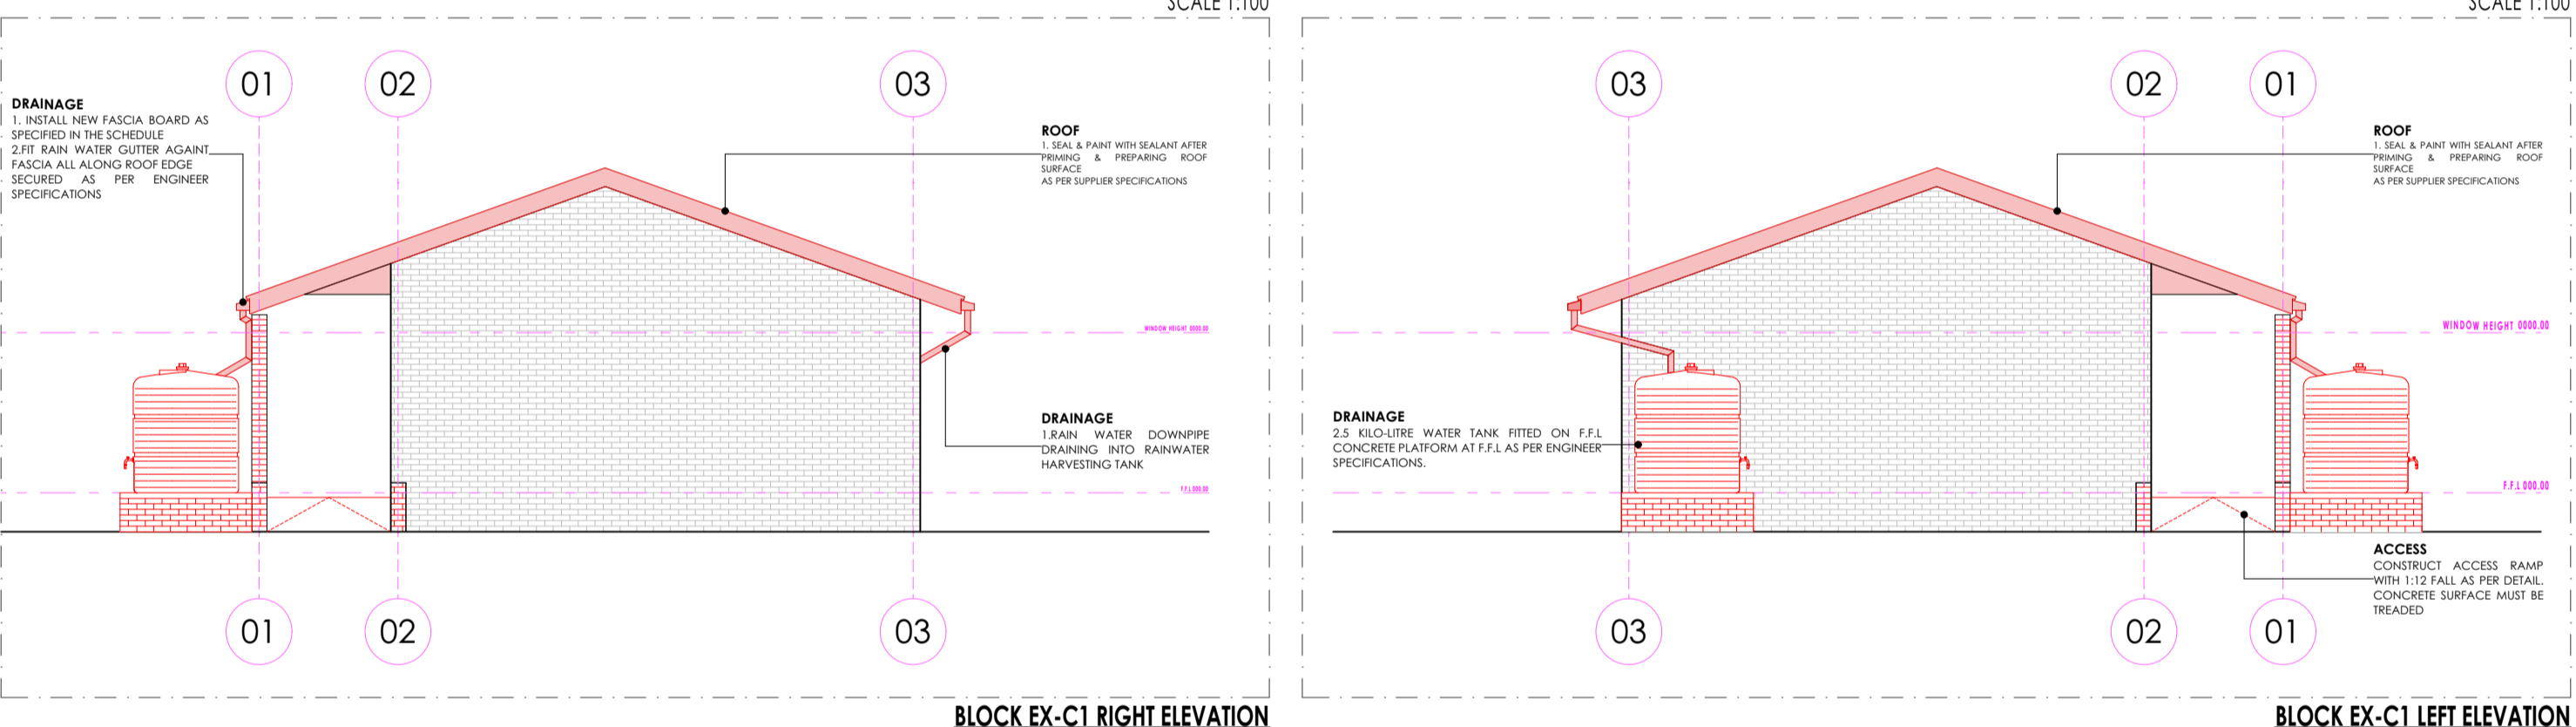 SCALE 1:100
01
02
03
DRAINAGE
1. INSTALL NEW FASCIA BOARD AS
SPECIFIED IN THE SCHEDULE
2.FIT RAIN WATER GUTTER AGAINT
FASCIA ALL ALONG ROOF EDGE
SECURED AS PER ENGINEER
SPECIFICATIONS
ROOF
1. SEAL & PAINT WITH SEALANT AFTER
PRIMING & PREPARING ROOF
SURFACE
AS PER SUPPLIER SPECIFICATIONS
WINDOW HEIGHT 0000.00
DRAINAGE
1.RAIN WATER DOWNPIPE
DRAINING INTO RAINWATER
HARVESTING TANK
F.F.L 000.00
01
02
03
BLOCK EX-C1 RIGHT ELEVATION
SCALE 1:100
03
02
01
ROOF
1. SEAL & PAINT WITH SEALANT AFTER
PRIMING & PREPARING ROOF
SURFACE
AS PER SUPPLIER SPECIFICATIONS
WINDOW HEIGHT 0000.00
DRAINAGE
2.5 KILO-LITRE WATER TANK FITTED ON F.F.L
CONCRETE PLATFORM AT F.F.L AS PER ENGINEER
SPECIFICATIONS.
F.F.L 000.00
ACCESS
CONSTRUCT ACCESS RAMP
WITH 1:12 FALL AS PER DETAIL.
CONCRETE SURFACE MUST BE
TREADED
03
02
01
BLOCK EX-C1 LEFT ELEVATION